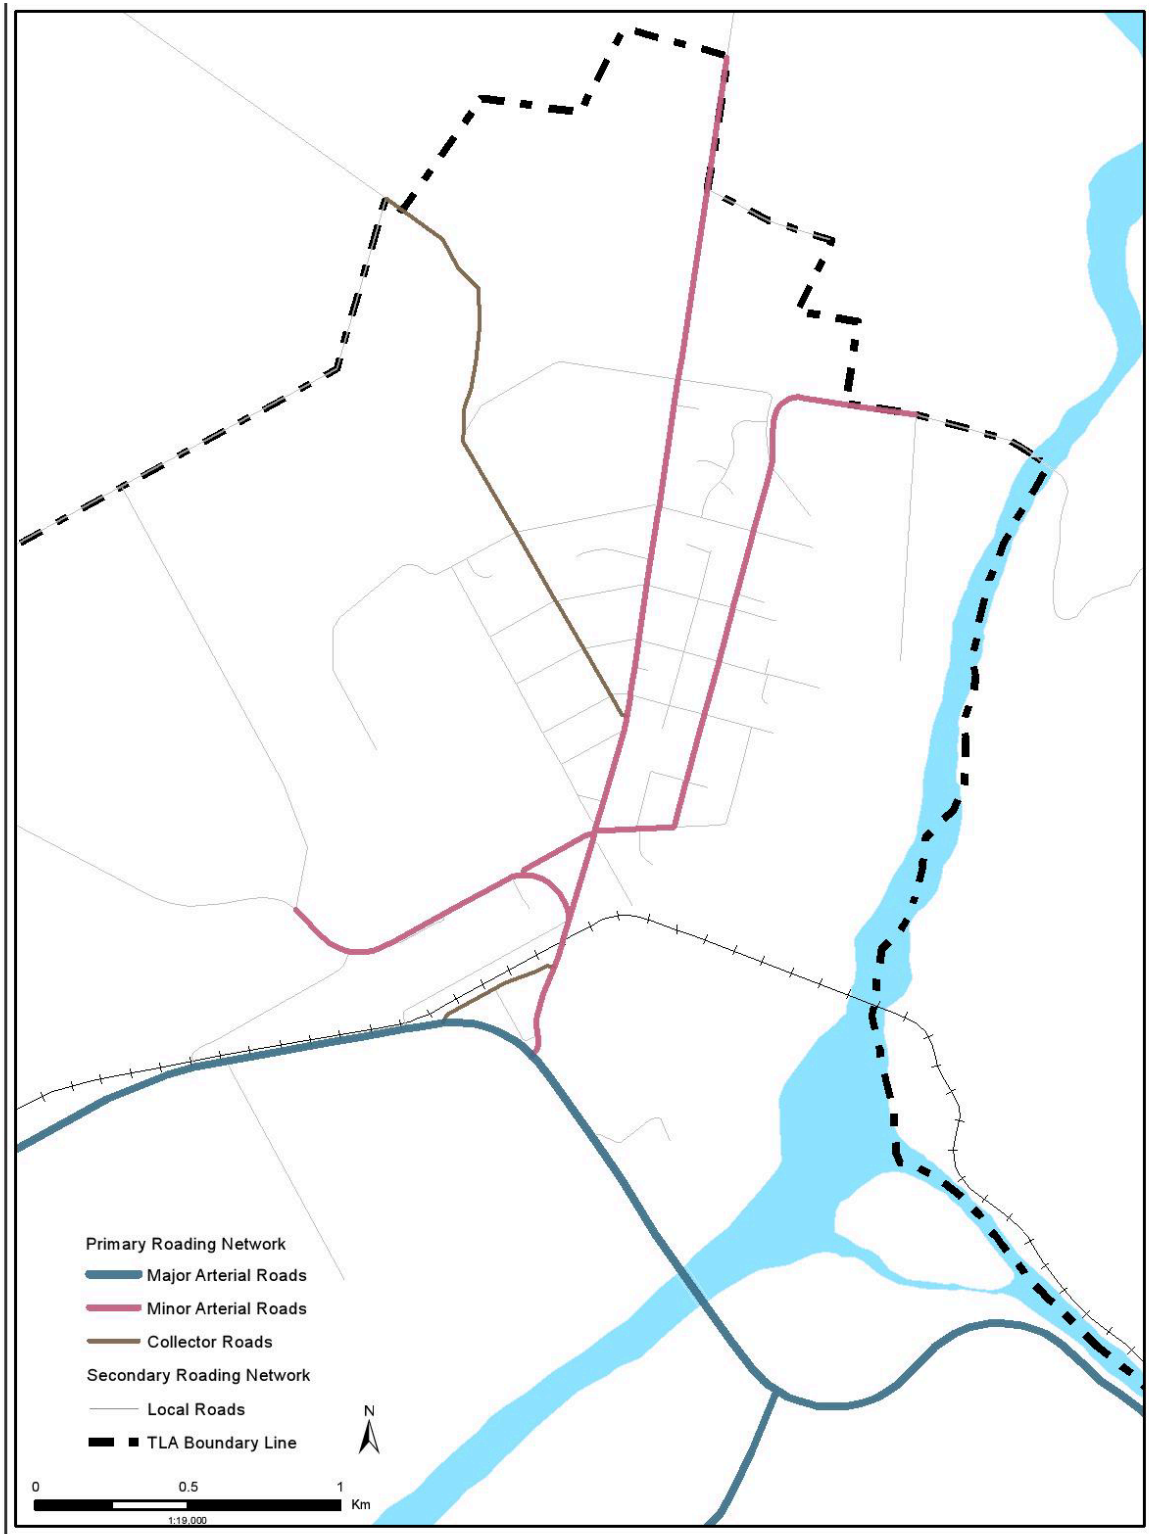 Primary Roading Network
Major Arterial Roads
Minor Arterial Roads
Collector Roads
Secondary Roading Network
Local Roads
TLA Boundary Line
N
0 0.5 1
Km
1:19,000